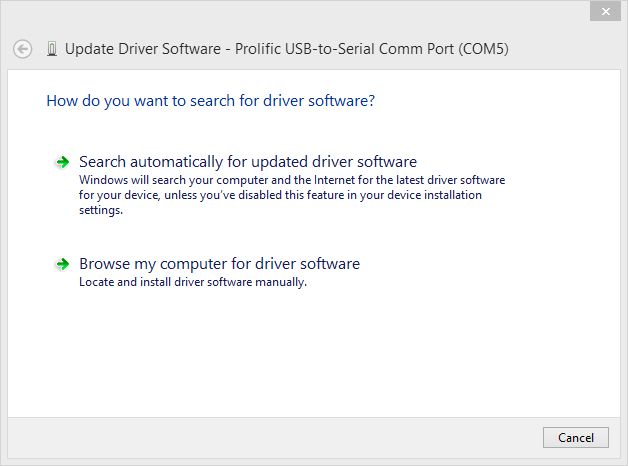 Update Driver Software - Prolific USB-to-Serial Comm Port (COM5)
How do you want to search for driver software?
Search automatically for updated driver software
Windows will search your computer and the Internet for the latest driver software
for your device, unless you've disabled this feature in your device installation
settings.
Browse my computer for driver software
Locate and install driver software manually.
Cancel